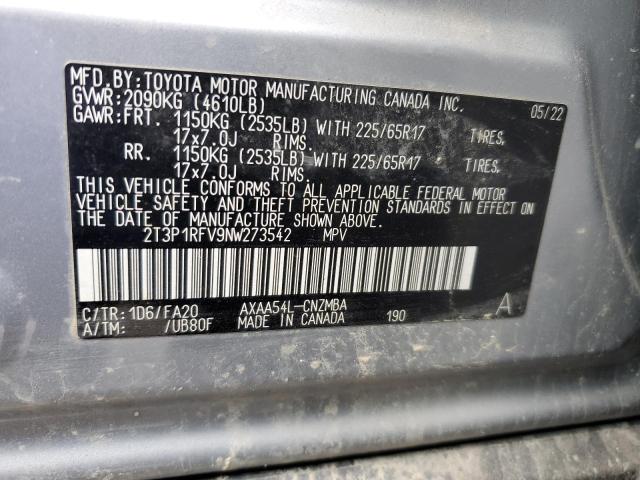 MFD.BY:TOYOTA MOTOR MANUFACTURING CANADA INC.
GVWR:2090KG (4610LB) 05/22
GAWR:FRT. 1150KG (2535LB) WITH 225/65R17 TIRES,
17x7.0J RIMS.
RR. 1150KG (2535LB) WITH 225/65R17 TIRES,
17x7.0J RIMS.
THIS VEHICLE CONFORMS TO ALL APPLICABLE FEDERAL MOTOR
VEHICLE SAFETY AND THEFT PREVENTION STANDARDS IN EFFECT
ON THE DATE OF MANUFACTURE SHOWN ABOVE.
2T3P1RFV9NW273542 MPV
C/TR:1D6/FA20 AXAA54L-CNZMBA A
A/TM: /UB80F MADE IN CANADA 190